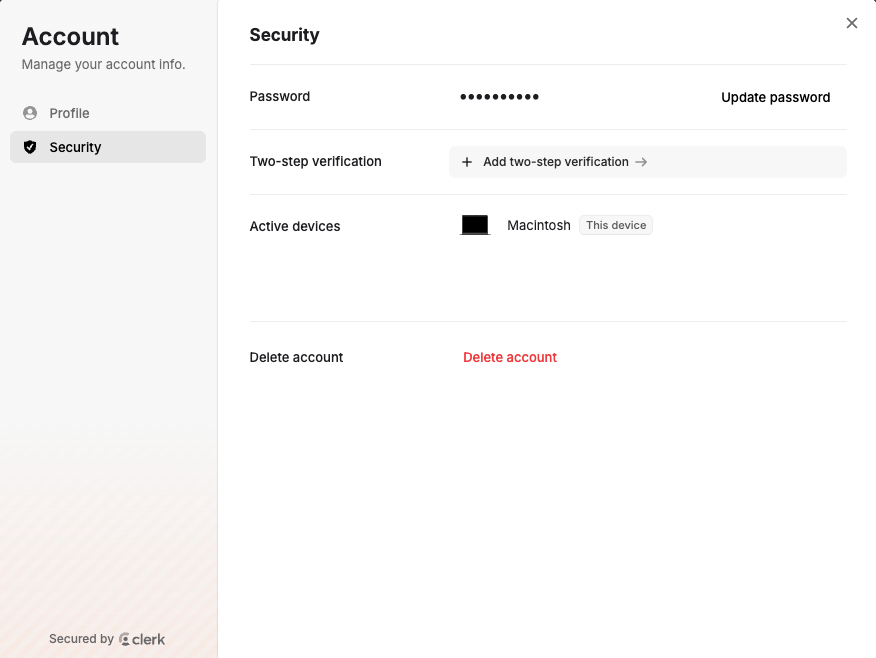 Account
Manage your account info.
Profile
Security
Secured by clerk
Security
Password ●●●●●●●●●● Update password
Two-step verification + Add two-step verification →
Active devices Macintosh This device
Delete account Delete account